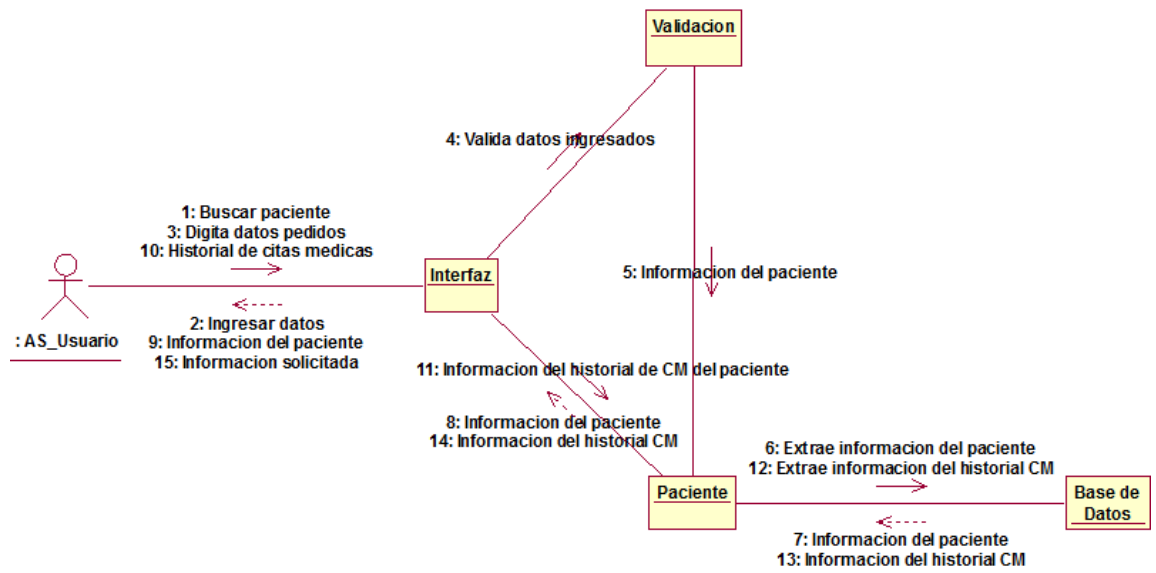 Validacion
4: Valida datos ingresados
1: Buscar paciente
3: Digita datos pedidos
10: Historial de citas medicas
Interfaz
5: Informacion del paciente
: AS_Usuario
2: Ingresar datos
9: Informacion del paciente
15: Informacion solicitada
11: Informacion del historial de CM del paciente
8: Informacion del paciente
14: Informacion del historial CM
6: Extrae informacion del paciente
12: Extrae informacion del historial CM
Paciente
Base de
Datos
7: Informacion del paciente
13: Informacion del historial CM